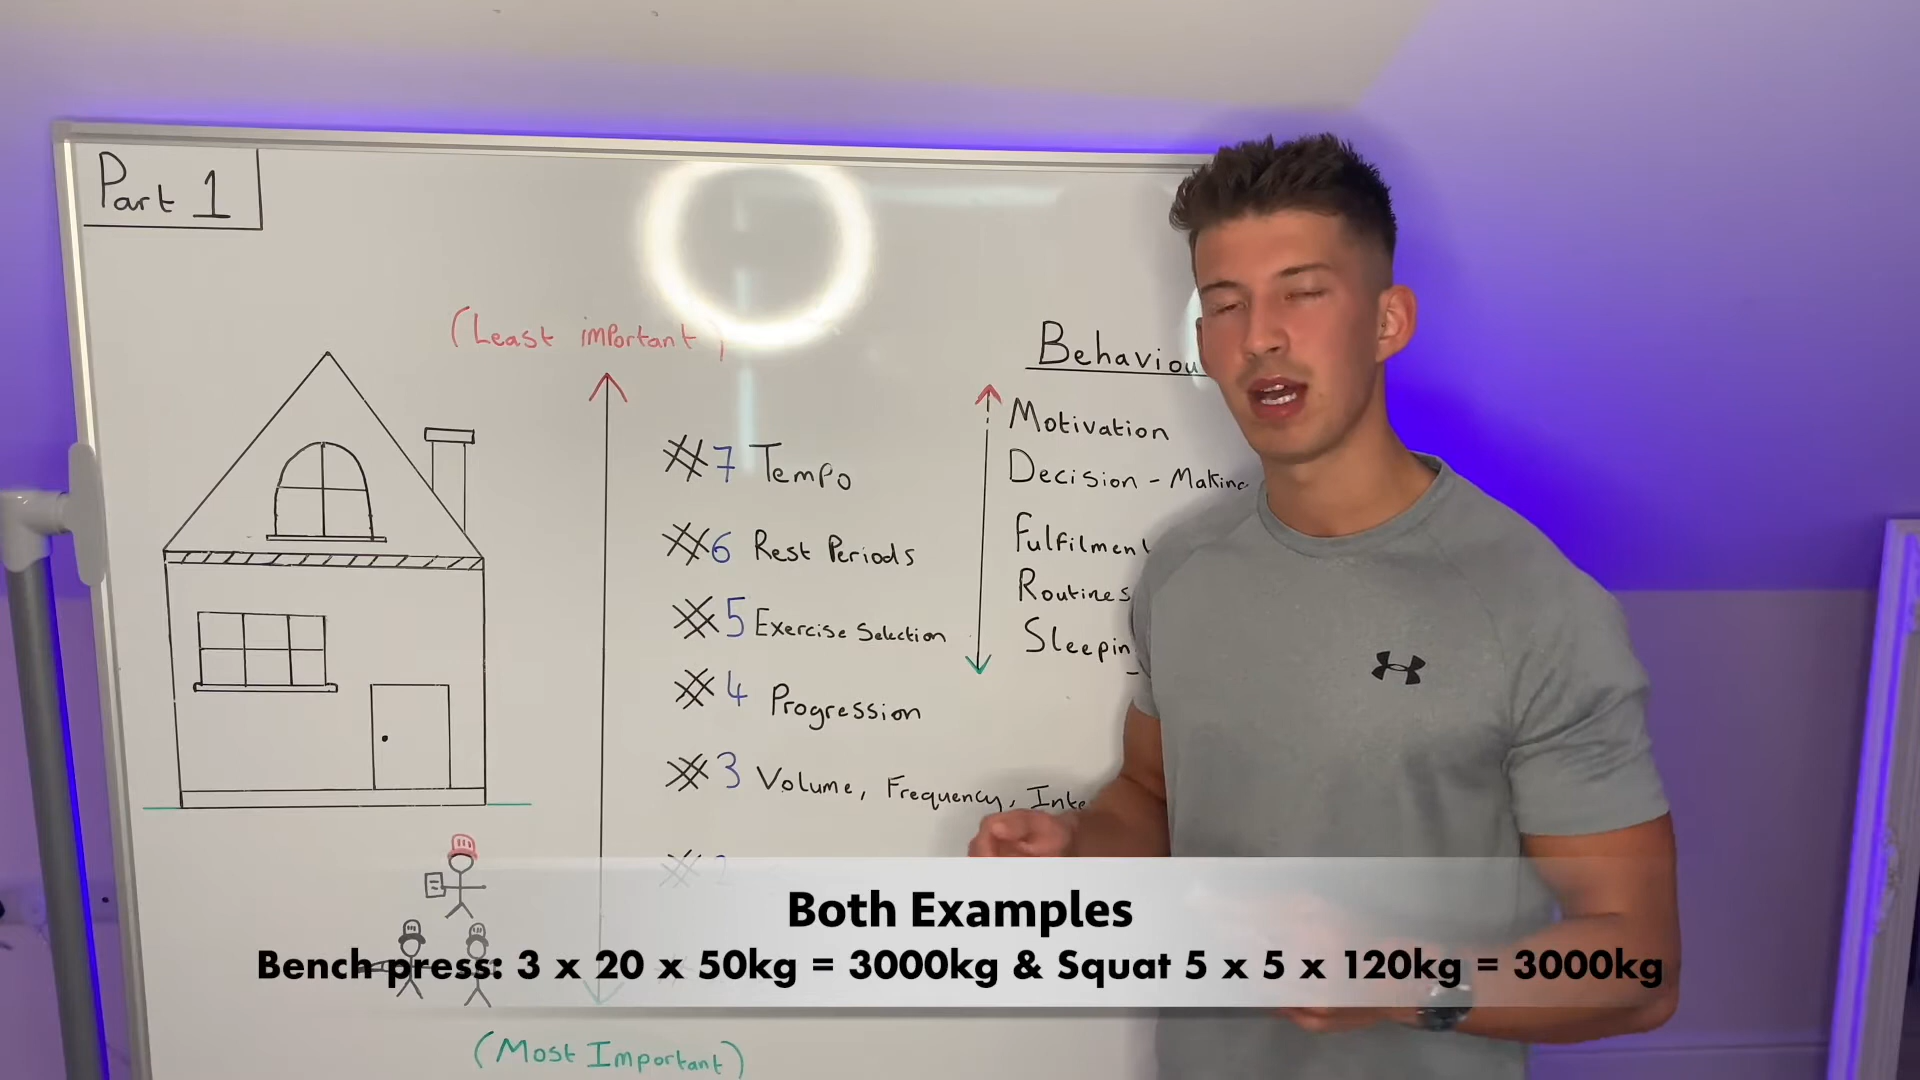 Part 1
(Least important)
#7 Tempo
#6 Rest Periods
#5 Exercise Selection
#4 Progression
#3 Volume, Frequency, Inte
#2
(Most Important)
Behaviou
Motivation
Decision - Making
Fulfilment
Routines
Sleepin
Both Examples
Bench press: 3 x 20 x 50kg = 3000kg & Squat 5 x 5 x 120kg = 3000kg